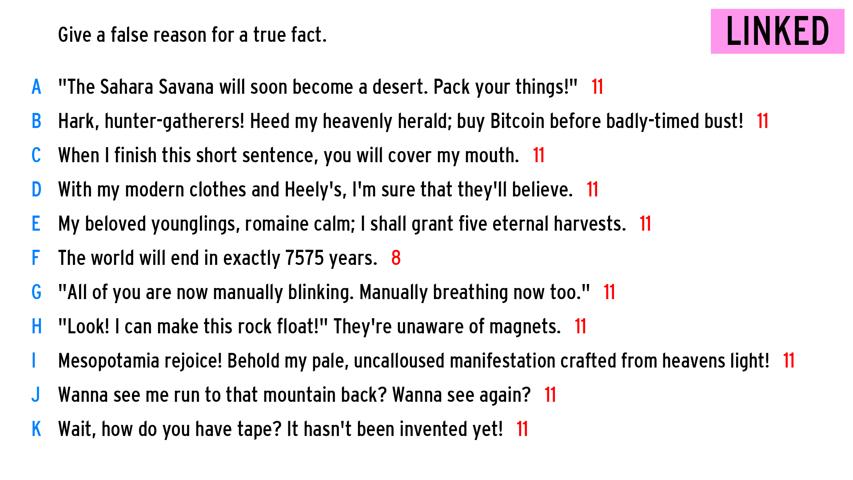 Give a false reason for a true fact.
LINKED
A "The Sahara Savana will soon become a desert. Pack your things!" 11
B Hark, hunter-gatherers! Heed my heavenly herald; buy Bitcoin before badly-timed bust! 11
C When I finish this short sentence, you will cover my mouth. 11
D With my modern clothes and Heely's, I'm sure that they'll believe. 11
E My beloved younglings, romaine calm; I shall grant five eternal harvests. 11
F The world will end in exactly 7575 years. 8
G "All of you are now manually blinking. Manually breathing now too." 11
H "Look! I can make this rock float!" They're unaware of magnets. 11
I Mesopotamia rejoice! Behold my pale, uncalloused manifestation crafted from heavens light! 11
J Wanna see me run to that mountain back? Wanna see again? 11
K Wait, how do you have tape? It hasn't been invented yet! 11